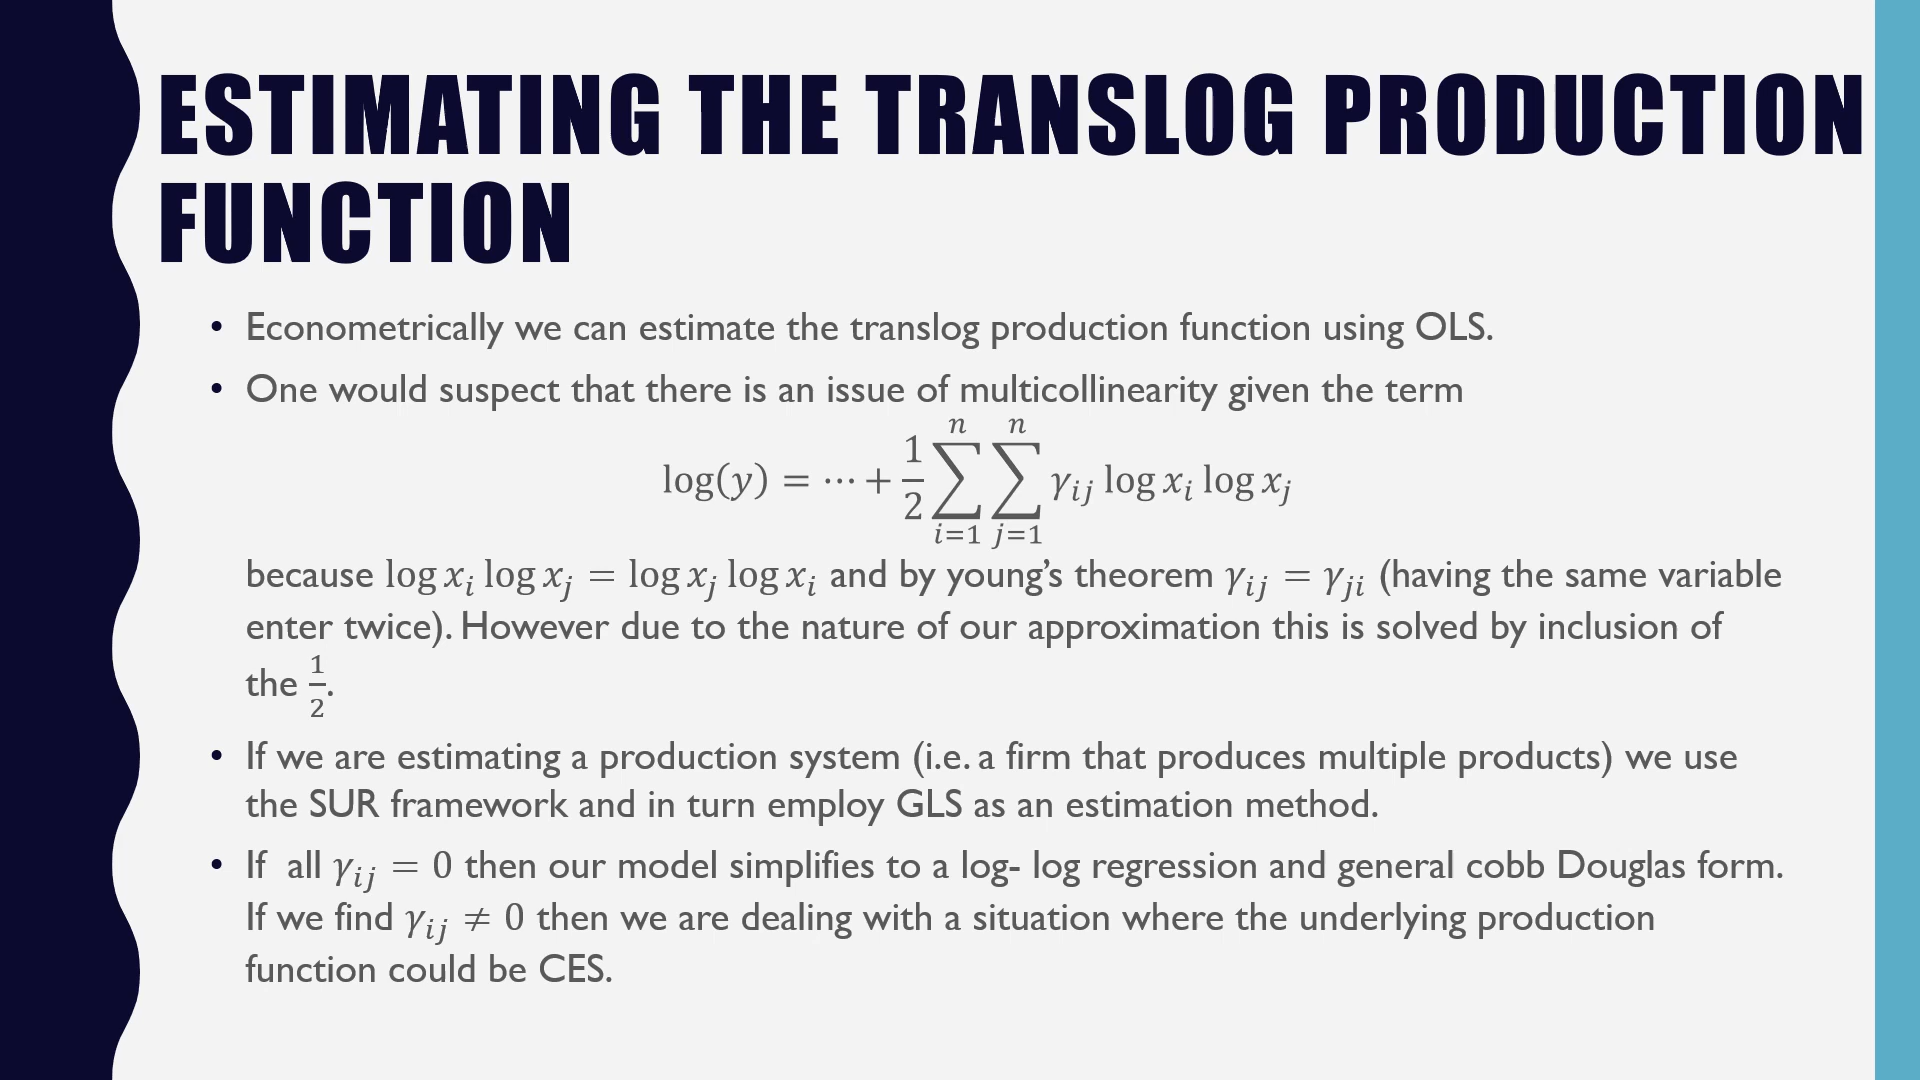 ESTIMATING THE TRANSLOG PRODUCTION
FUNCTION
• Econometrically we can estimate the translog production function using OLS.
• One would suspect that there is an issue of multicollinearity given the term
log(y) = ⋯ + 1/2 ∑_{i=1}^{n} ∑_{j=1}^{n} γ_{ij} log x_i log x_j
because log x_i log x_j = log x_j log x_i and by young’s theorem γ_{ij} = γ_{ji} (having the same variable
enter twice). However due to the nature of our approximation this is solved by inclusion of
the 1/2.
• If we are estimating a production system (i.e. a firm that produces multiple products) we use
the SUR framework and in turn employ GLS as an estimation method.
• If  all γ_{ij} = 0 then our model simplifies to a log- log regression and general cobb Douglas form.
If we find γ_{ij} ≠ 0 then we are dealing with a situation where the underlying production
function could be CES.